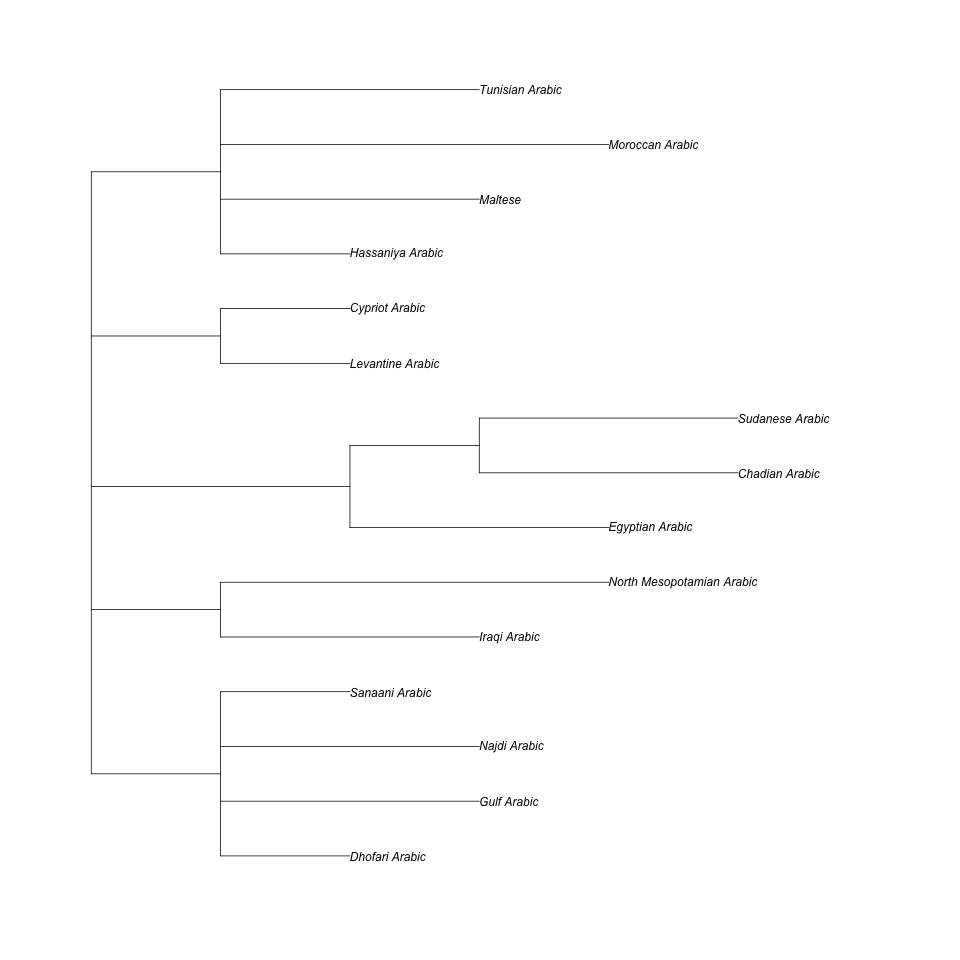 Tunisian Arabic
Moroccan Arabic
Maltese
Hassaniya Arabic
Cypriot Arabic
Levantine Arabic
Sudanese Arabic
Chadian Arabic
Egyptian Arabic
North Mesopotamian Arabic
Iraqi Arabic
Sanaani Arabic
Najdi Arabic
Gulf Arabic
Dhofari Arabic